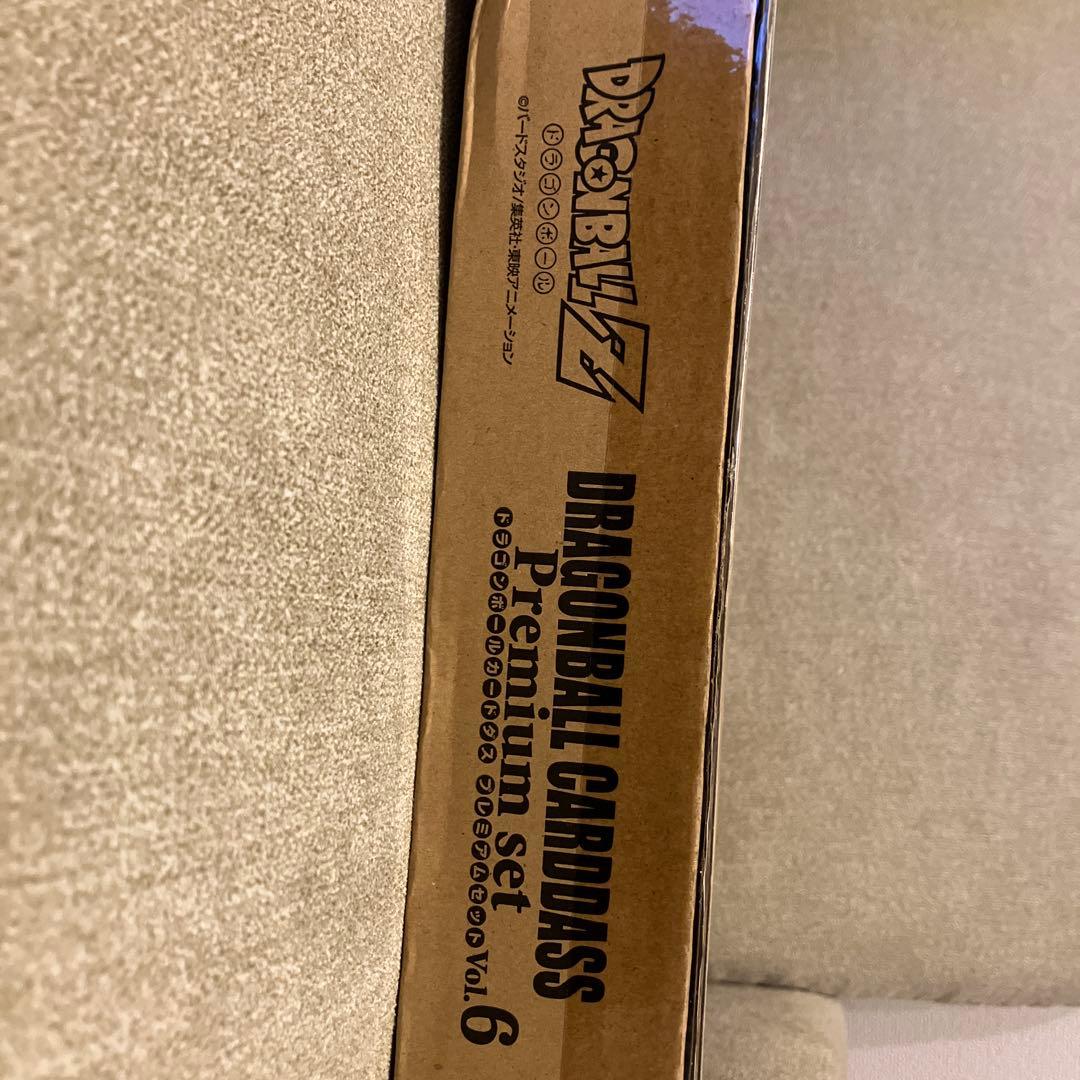 DRAGONBALL Z
ドラゴンボール
©バードスタジオ/集英社・東映アニメーション
DRAGONBALL CARDDASS
Premium set
ドラゴンボールカードダス プレミアムセット Vol.6